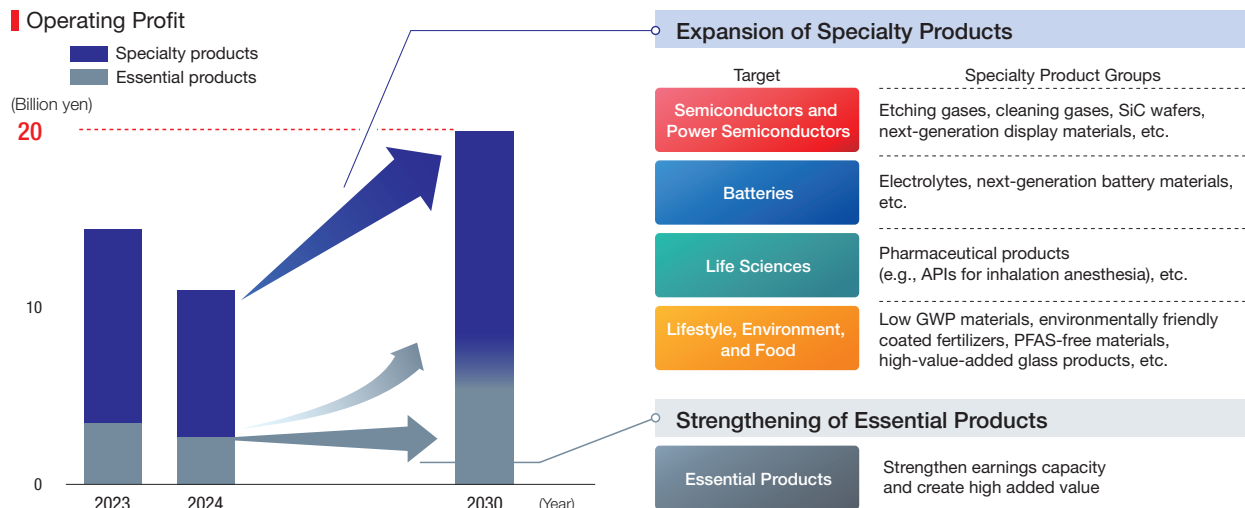 Operating Profit
Specialty products
Essential products
(Billion yen)
20
10
0
2023
2024
2030
(Year)
Expansion of Specialty Products
Target
Specialty Product Groups
Semiconductors and
Power Semiconductors
Etching gases, cleaning gases, SiC wafers,
next-generation display materials, etc.
Batteries
Electrolytes, next-generation battery materials,
etc.
Life Sciences
Pharmaceutical products
(e.g., APIs for inhalation anesthesia), etc.
Lifestyle, Environment,
and Food
Low GWP materials, environmentally friendly
coated fertilizers, PFAS-free materials,
high-value-added glass products, etc.
Strengthening of Essential Products
Essential Products
Strengthen earnings capacity
and create high added value